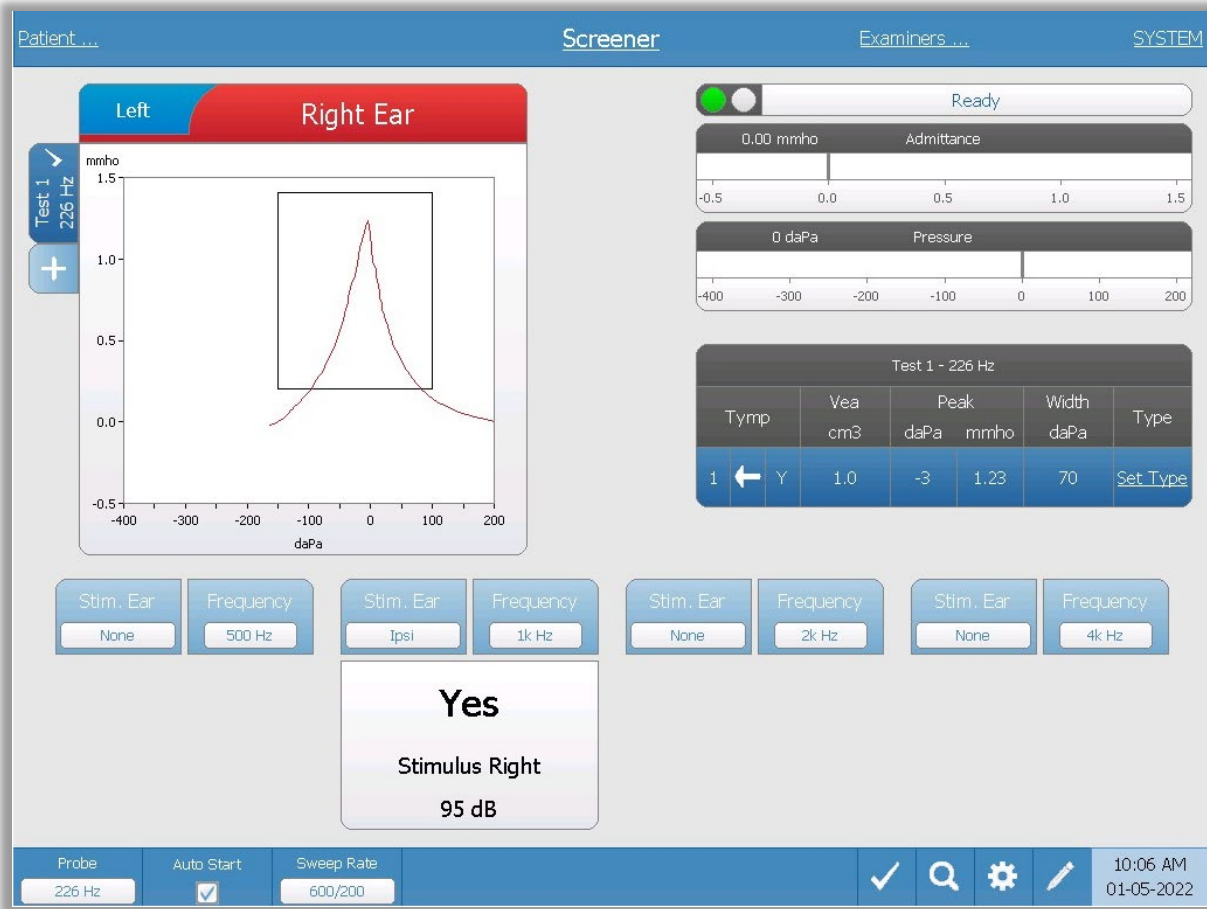 Patient ...
Screener
Examiners ...
SYSTEM
Left
Right Ear
Test 1
226 Hz
+
mmho
1.5
1.0
0.5
0.0
-0.5
-400 -300 -200 -100 0 100 200
daPa
Ready
0.00 mmho Admittance
-0.5 0.0 0.5 1.0 1.5
0 daPa Pressure
-400 -300 -200 -100 0 100 200
Test 1 - 226 Hz
Tymp
Vea
cm3
Peak
daPa mmho
Width
daPa
Type
1 Y 1.0 -3 1.23 70 Set Type
Stim. Ear
None
Frequency
500 Hz
Stim. Ear
Ipsi
Frequency
1k Hz
Stim. Ear
None
Frequency
2k Hz
Stim. Ear
None
Frequency
4k Hz
Yes
Stimulus Right
95 dB
Probe
226 Hz
Auto Start
Sweep Rate
600/200
10:06 AM
01-05-2022